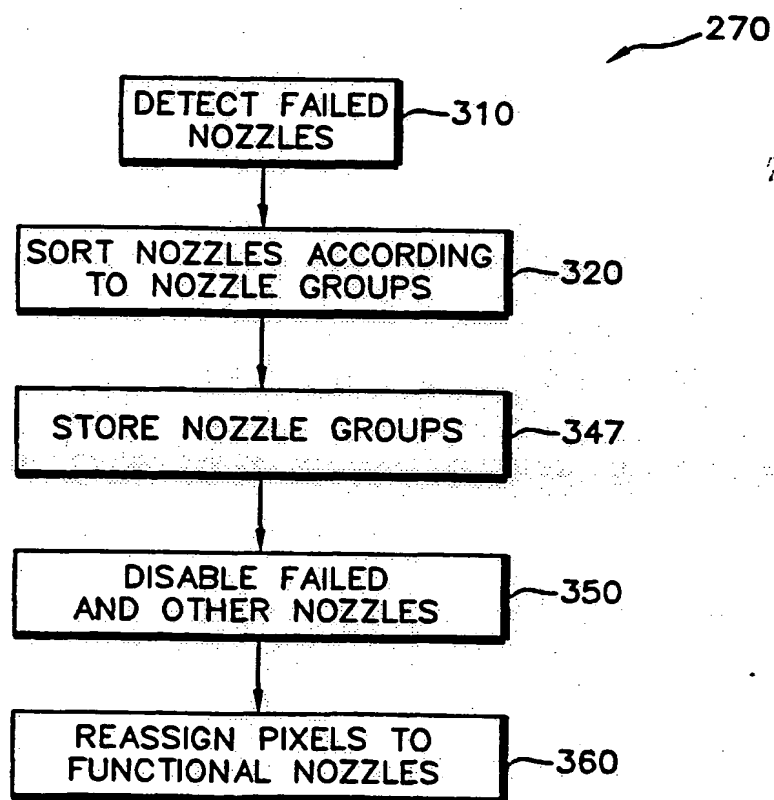 270
DETECT FAILED
NOZZLES
310
SORT NOZZLES ACCORDING
TO NOZZLE GROUPS
320
STORE NOZZLE GROUPS
347
DISABLE FAILED
AND OTHER NOZZLES
350
REASSIGN PIXELS TO
FUNCTIONAL NOZZLES
360